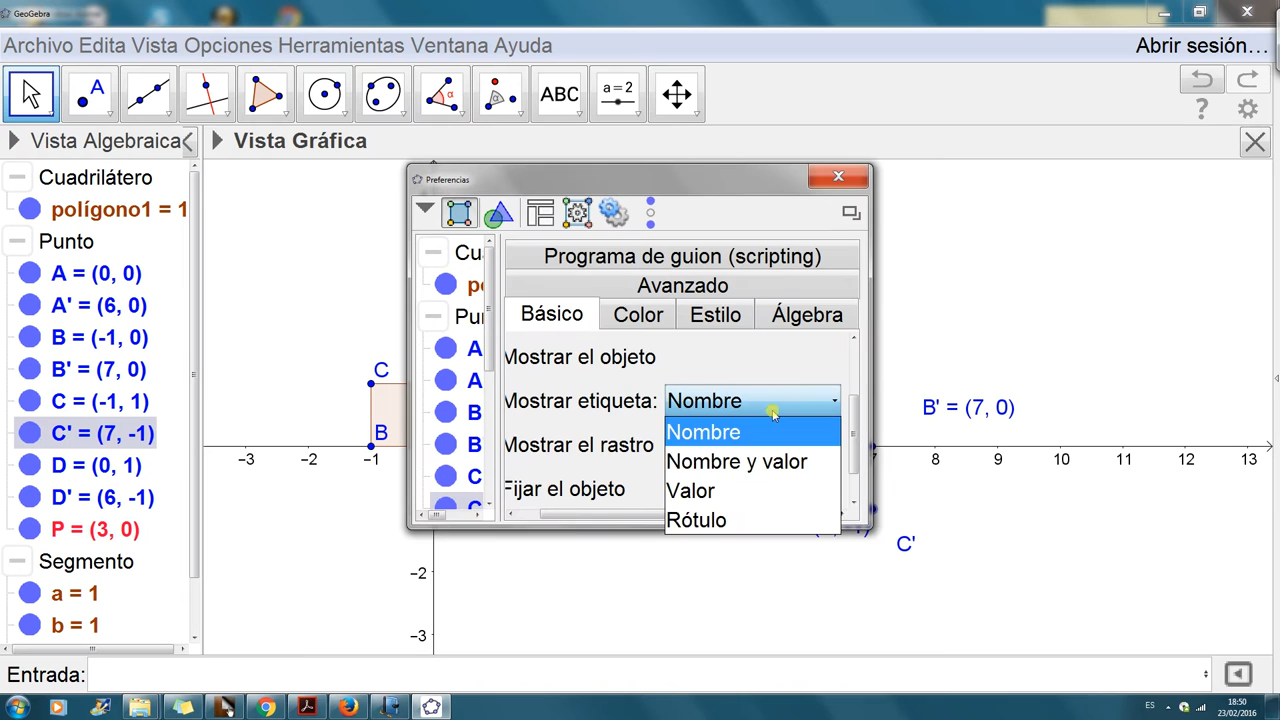 GeoGebra
Archivo Edita Vista Opciones Herramientas Ventana Ayuda
Abrir sesión...
A
α
ABC
a=2
?
Vista Algebraica
Vista Gráfica
Cuadrilátero
polígono1 = 1
Punto
A = (0, 0)
A' = (6, 0)
B = (-1, 0)
B' = (7, 0)
C = (-1, 1)
C' = (7, -1)
D = (0, 1)
D' = (6, -1)
P = (3, 0)
Segmento
a = 1
b = 1
Preferencias
Programa de guion (scripting)
Avanzado
Básico
Color
Estilo
Álgebra
Mostrar el objeto
Mostrar etiqueta:
Nombre
Mostrar el rastro
Fijar el objeto
Nombre
Nombre y valor
Valor
Rótulo
Cu
po
Pun
A
A
B
B
C
C
C
B
B' = (7, 0)
C'
-3
-2
-1
7
8
9
10
11
12
13
-2
-3
Entrada:
ES
18:50
23/02/2016